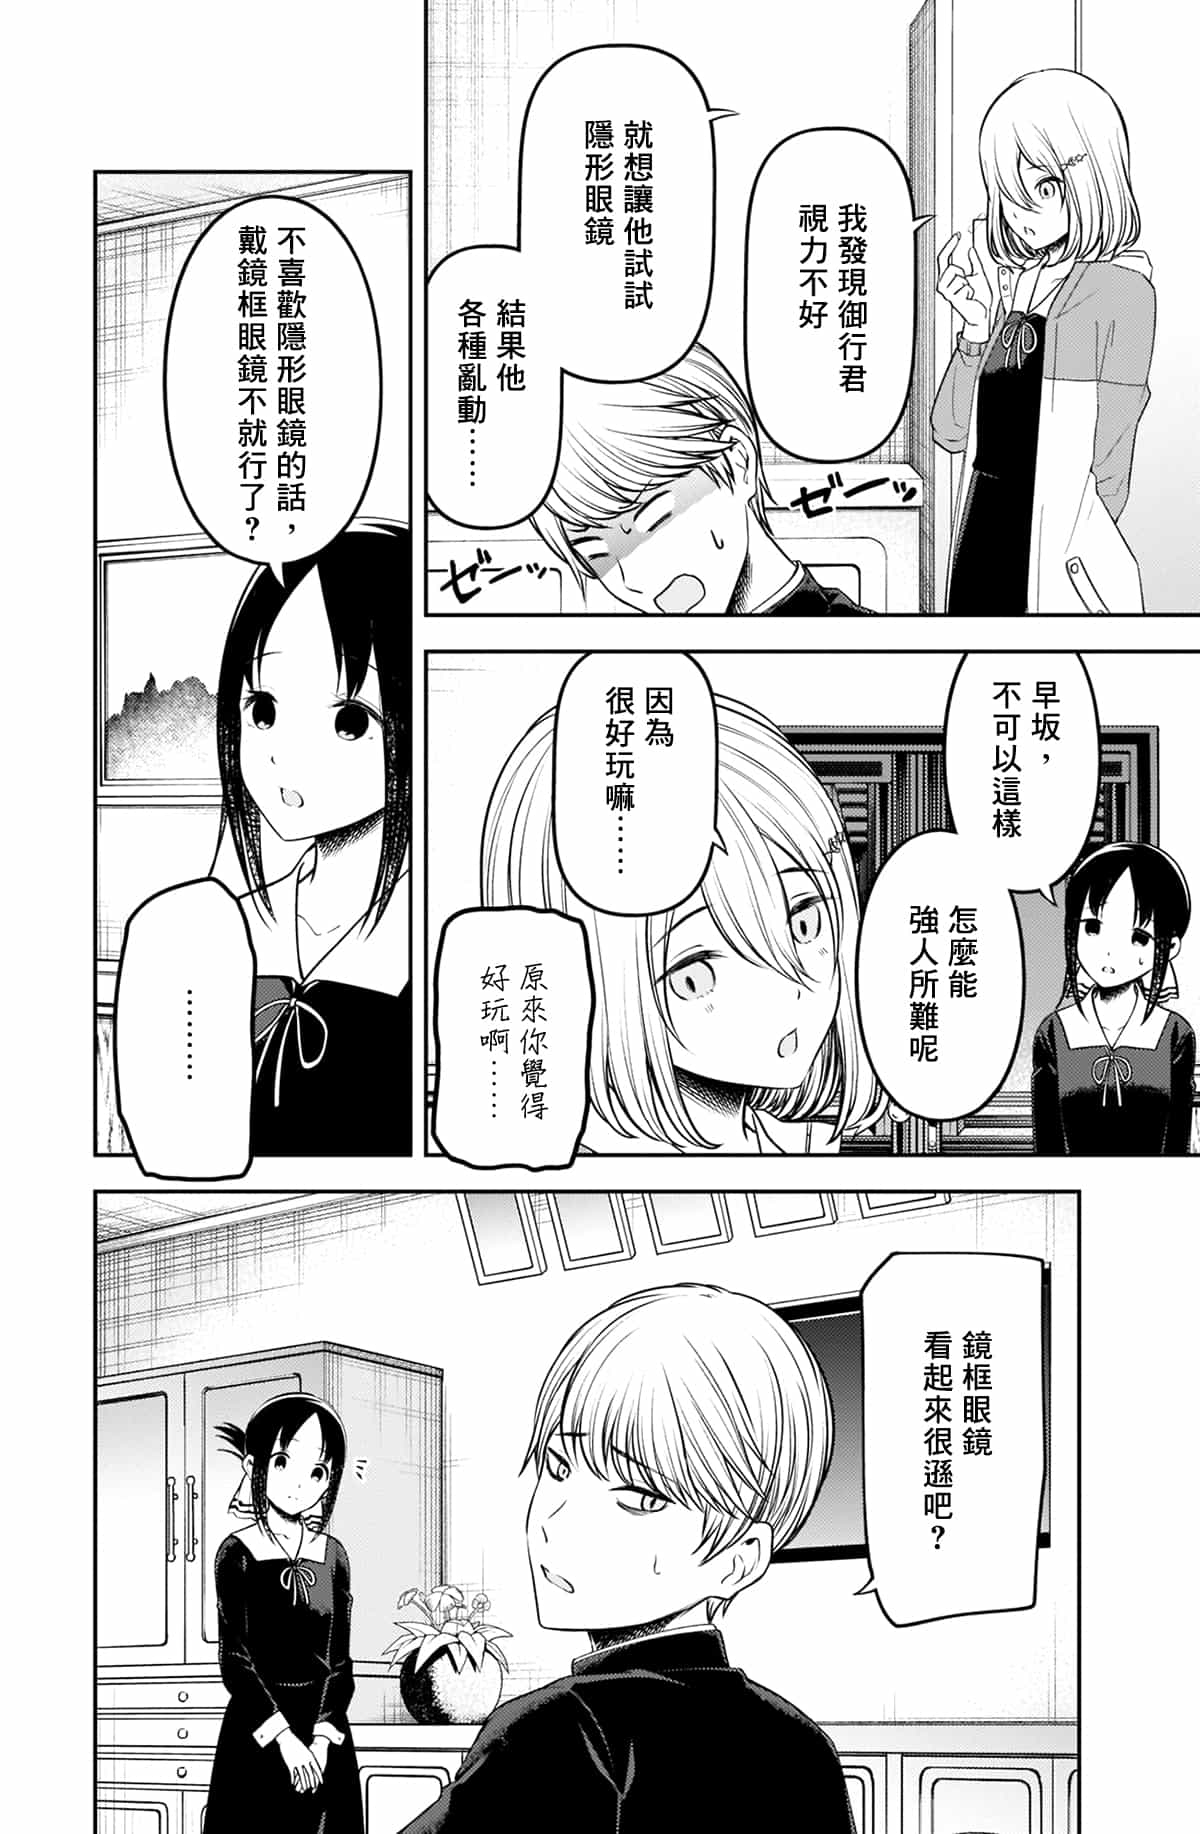 我發現御行君
視力不好
就想讓他試試
隱形眼鏡
結果他
各種亂動……
ゼーッ
ゼーッ
早坂，
不可以這樣
怎麼能
強人所難呢
因為
很好玩嘛……
原來你覺得
好玩啊……
不喜歡隱形眼鏡的話，
戴鏡框眼鏡不就行了？
……
鏡框眼鏡
看起來很遜吧？